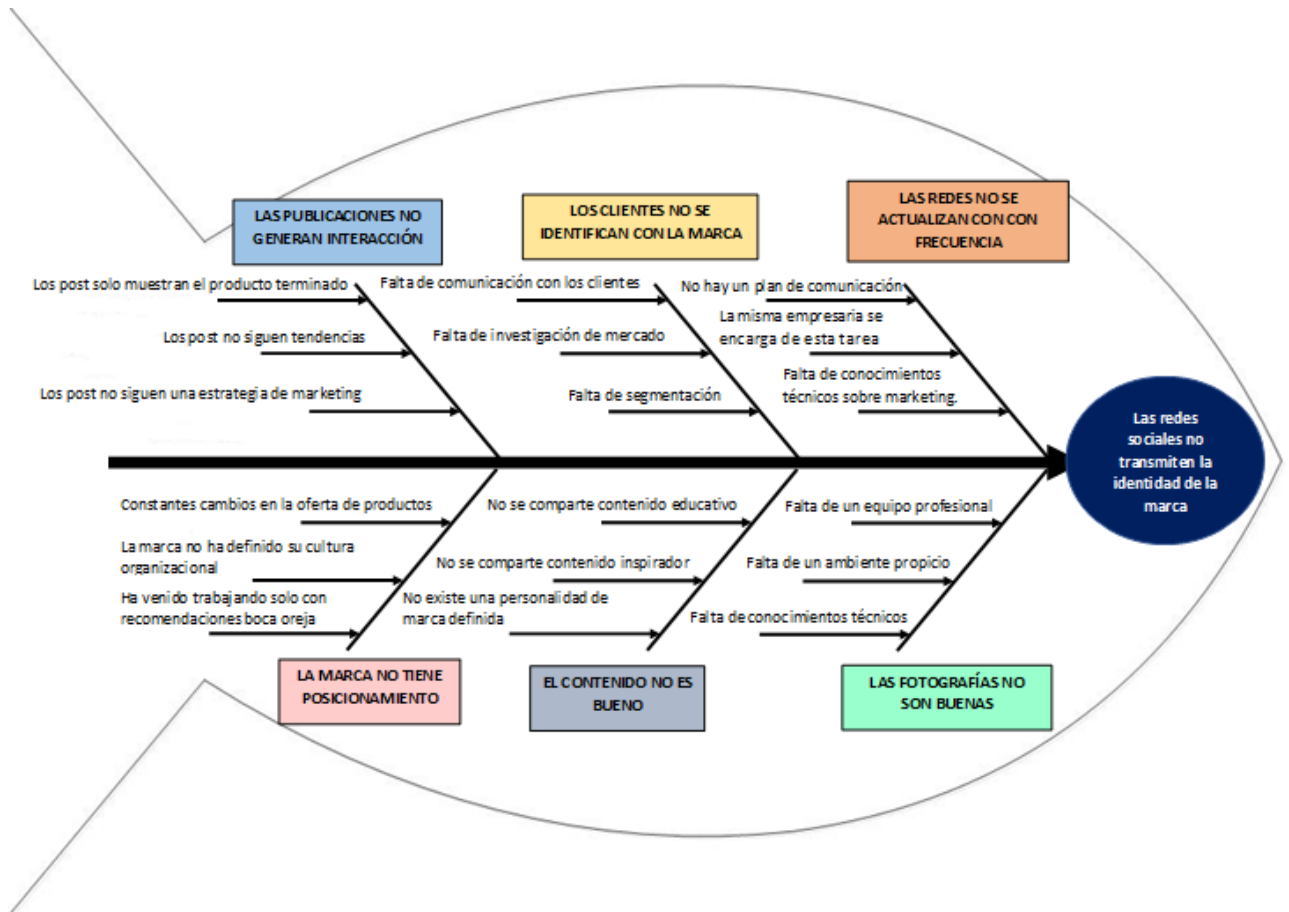 LAS PUBLICACIONES NO
GENERAN INTERACCIÓN
LOS CLIENTES NO SE
IDENTIFICAN CON LA MARCA
LAS REDES NO SE
ACTUALIZAN CON CON
FRECUENCIA
Los post solo muestran el producto terminado
Los post no siguen tendencias
Los post no siguen una estrategia de marketing
Falta de comunicación con los clientes
Falta de investigación de mercado
Falta de segmentación
No hay un plan de comunicación
La misma empresaria se
encarga de esta tarea
Falta de conocimientos
técnicos sobre marketing.
Las redes
sociales no
transmiten la
identidad de la
marca
Constantes cambios en la oferta de productos
La marca no ha definido su cultura
organizacional
Ha venido trabajando solo con
recomendaciones boca oreja
No se comparte contenido educativo
No se comparte contenido inspirador
No existe una personalidad de
marca definida
Falta de un equipo profesional
Falta de un ambiente propicio
Falta de conocimientos técnicos
LA MARCA NO TIENE
POSICIONAMIENTO
EL CONTENIDO NO ES
BUENO
LAS FOTOGRAFÍAS NO
SON BUENAS